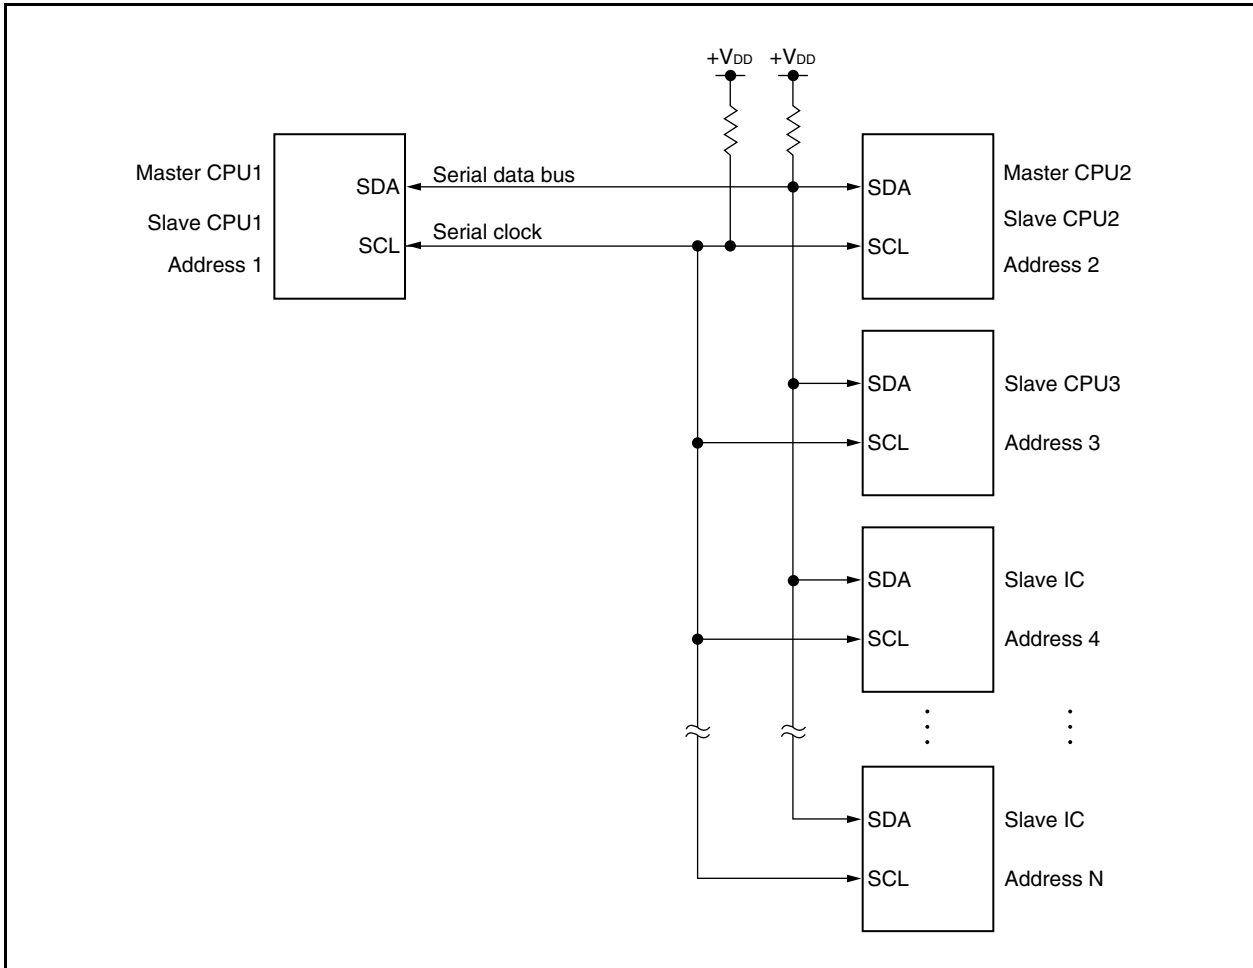 +VDD +VDD
Master CPU1
Slave CPU1
Address 1
SDA
SCL
Serial data bus
Serial clock
SDA
SCL
Master CPU2
Slave CPU2
Address 2
SDA
SCL
Slave CPU3
Address 3
SDA
SCL
Slave IC
Address 4
SDA
SCL
Slave IC
Address N